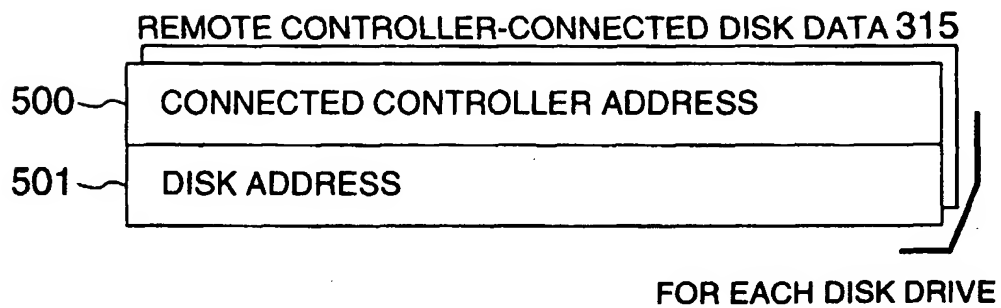 REMOTE CONTROLLER-CONNECTED DISK DATA 315
500 CONNECTED CONTROLLER ADDRESS
501 DISK ADDRESS
FOR EACH DISK DRIVE